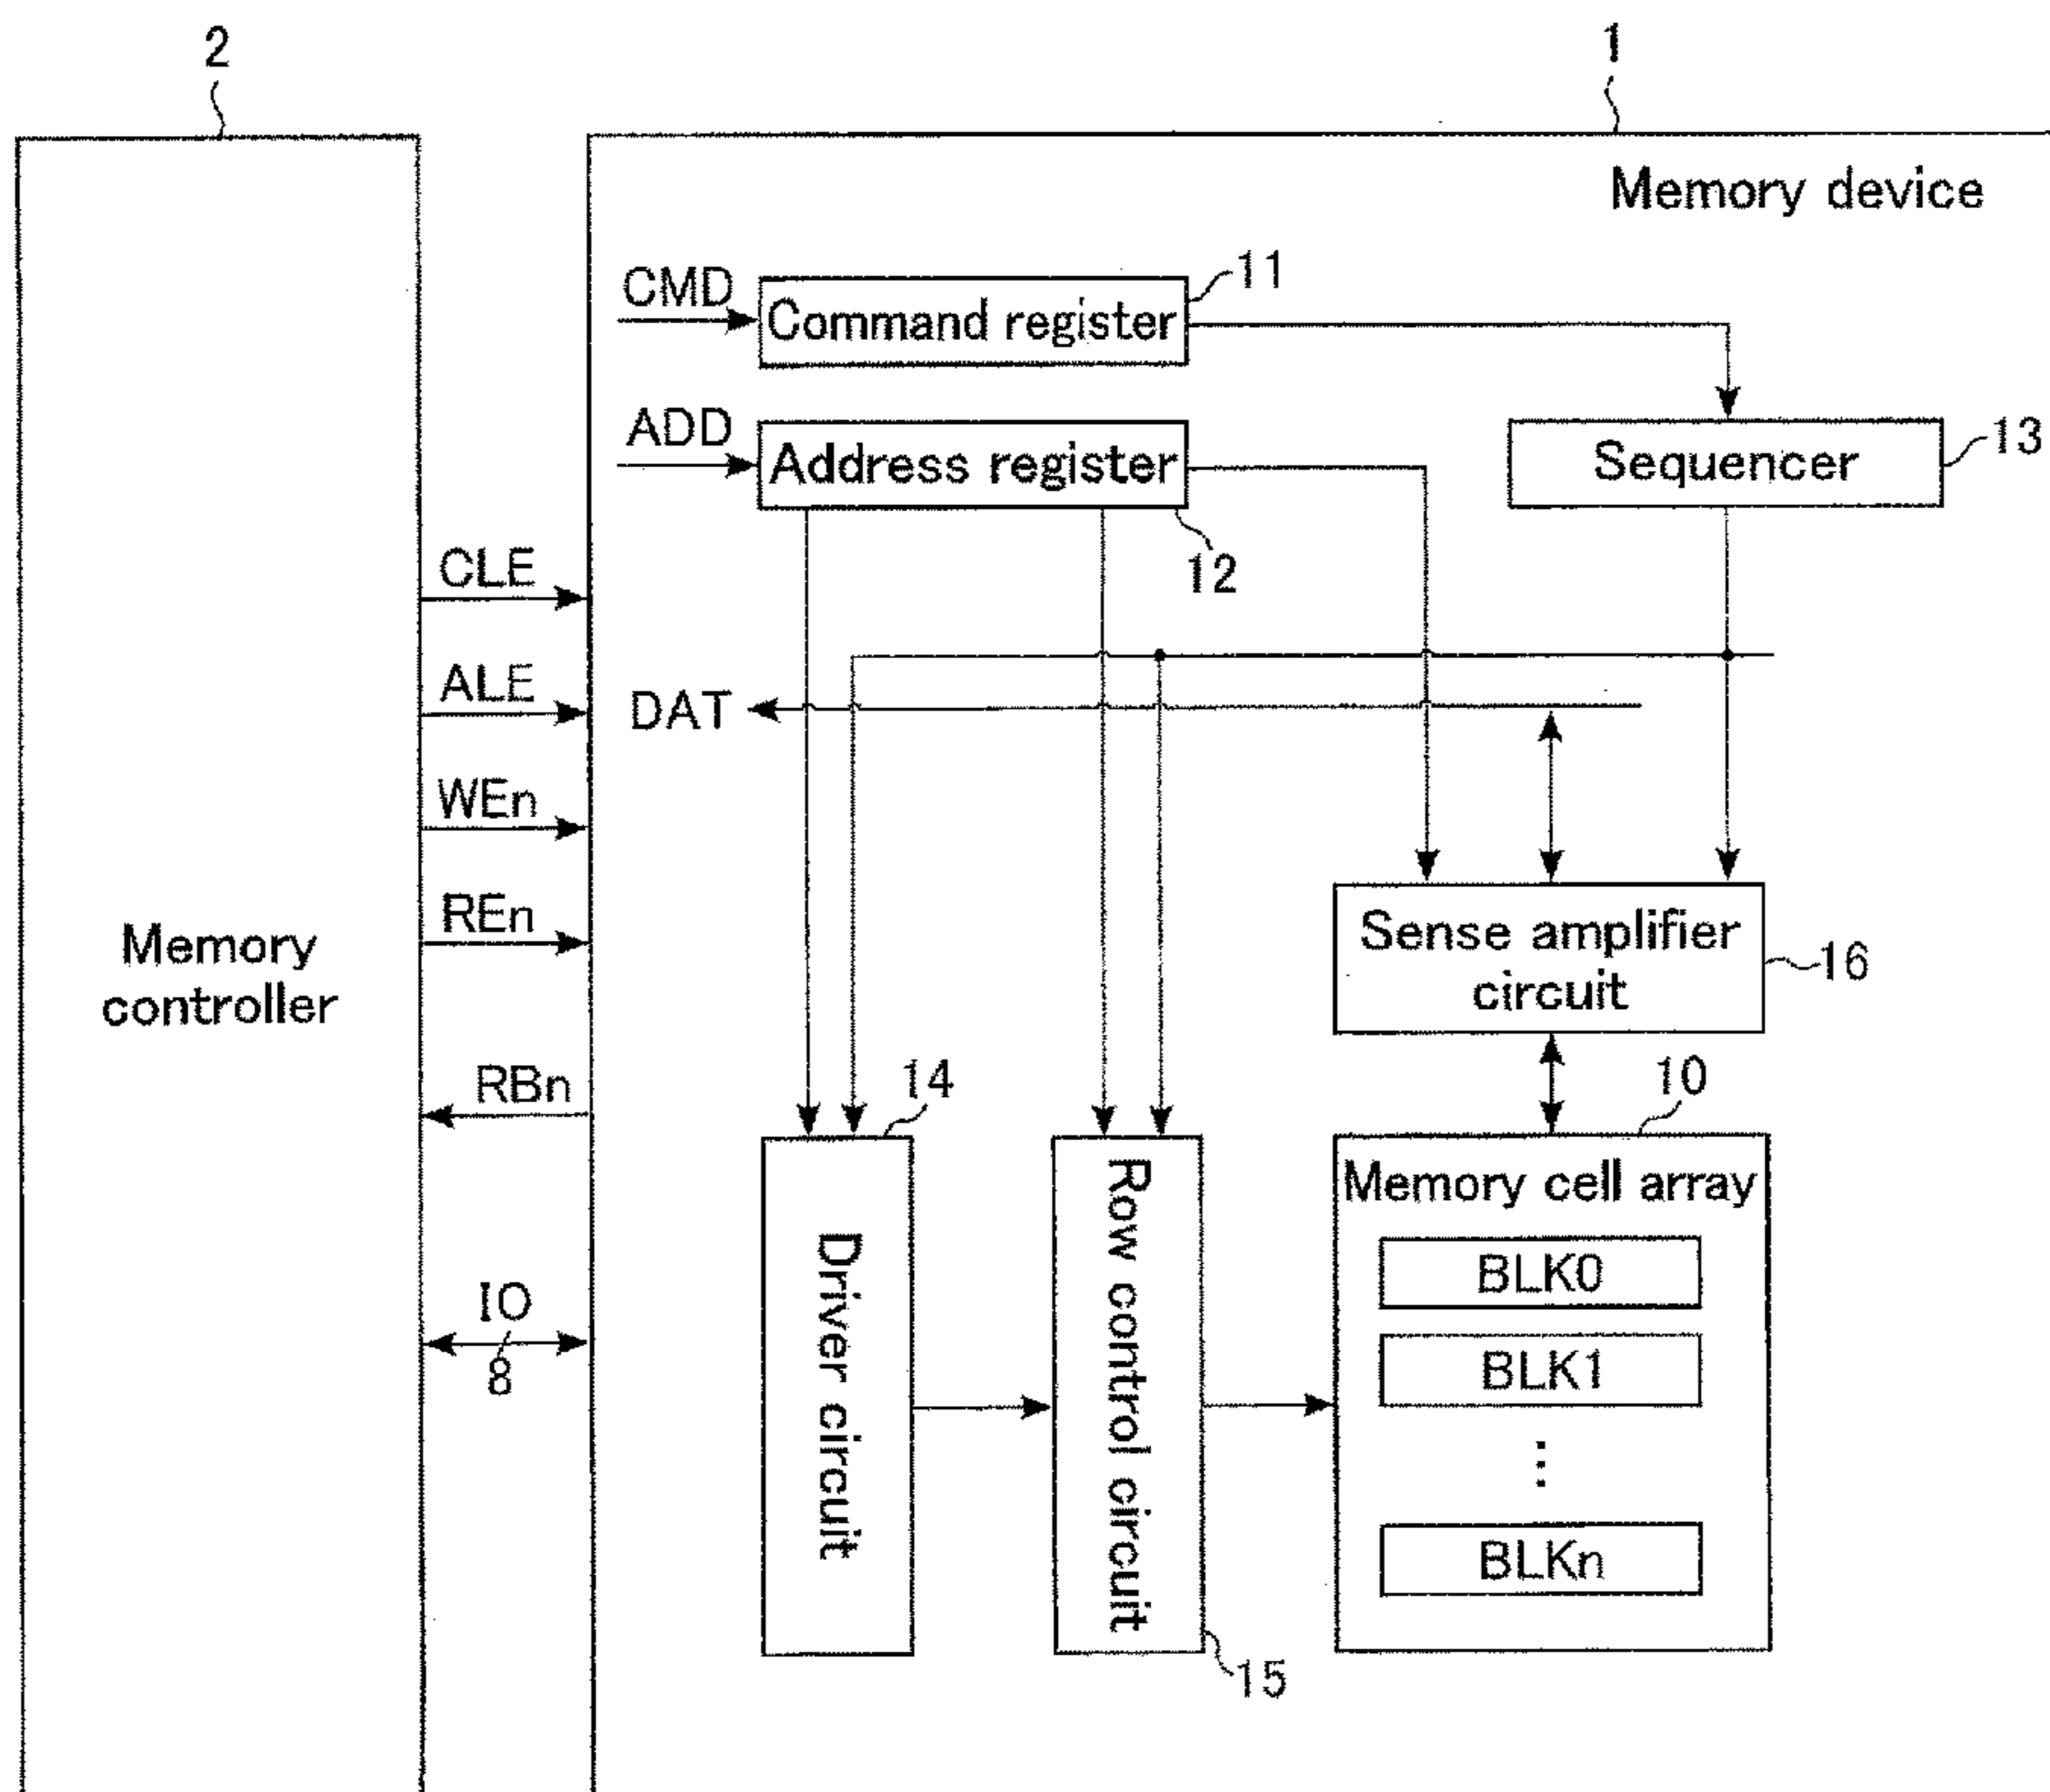 2
1
Memory device
CMD
Command register
11
ADD
Address register
12
Sequencer
13
CLE
ALE
DAT
WEn
REn
Memory
controller
Sense amplifier
circuit
16
RBn
14
10
Driver circuit
Row control circuit
15
Memory cell array
BLK0
BLK1
BLKn
IO
8